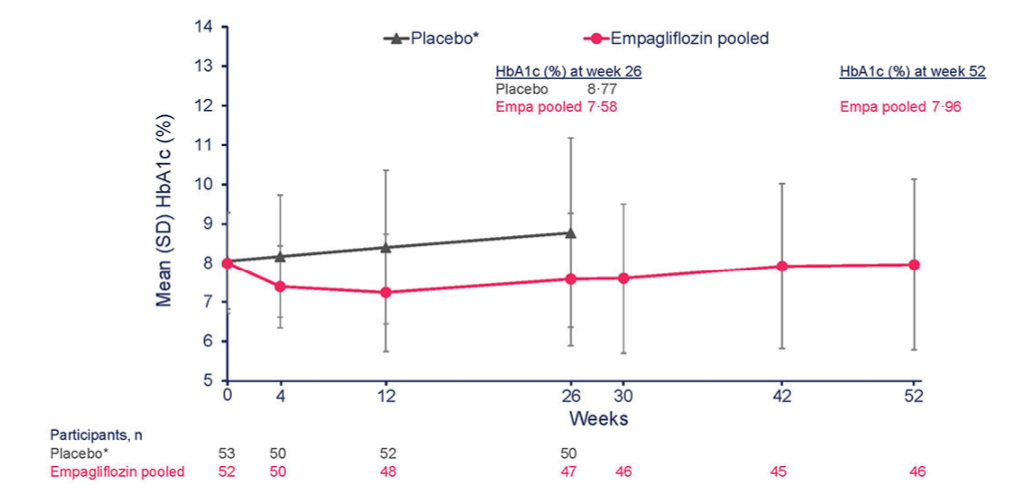 Placebo*
Empagliflozin pooled
HbA1c (%) at week 26
Placebo 8·77
Empa pooled 7·58
HbA1c (%) at week 52
Empa pooled 7·96
Mean (SD) HbA1c (%)
14
13
12
11
10
9
8
7
6
5
0 4 12 26 30 42 52
Weeks
Participants, n
Placebo* 53 50 52 50
Empagliflozin pooled 52 50 48 47 46 45 46